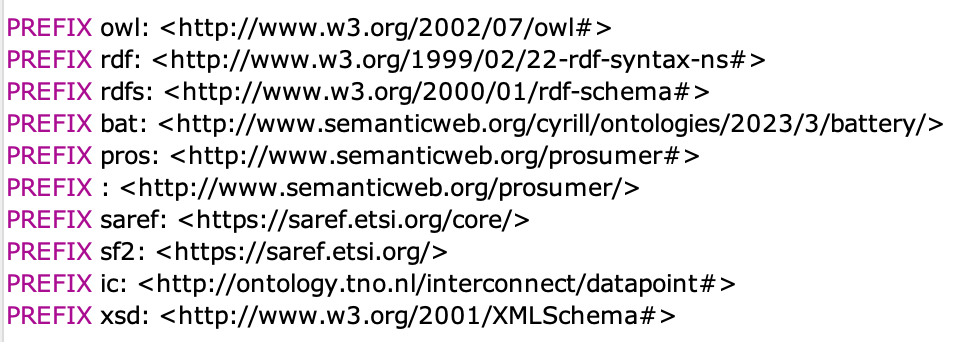 PREFIX owl: <http://www.w3.org/2002/07/owl#>
PREFIX rdf: <http://www.w3.org/1999/02/22-rdf-syntax-ns#>
PREFIX rdfs: <http://www.w3.org/2000/01/rdf-schema#>
PREFIX bat: <http://www.semanticweb.org/cyrill/ontologies/2023/3/battery/>
PREFIX pros: <http://www.semanticweb.org/prosumer#>
PREFIX : <http://www.semanticweb.org/prosumer/>
PREFIX saref: <https://saref.etsi.org/core/>
PREFIX sf2: <https://saref.etsi.org/>
PREFIX ic: <http://ontology.tno.nl/interconnect/datapoint#>
PREFIX xsd: <http://www.w3.org/2001/XMLSchema#>